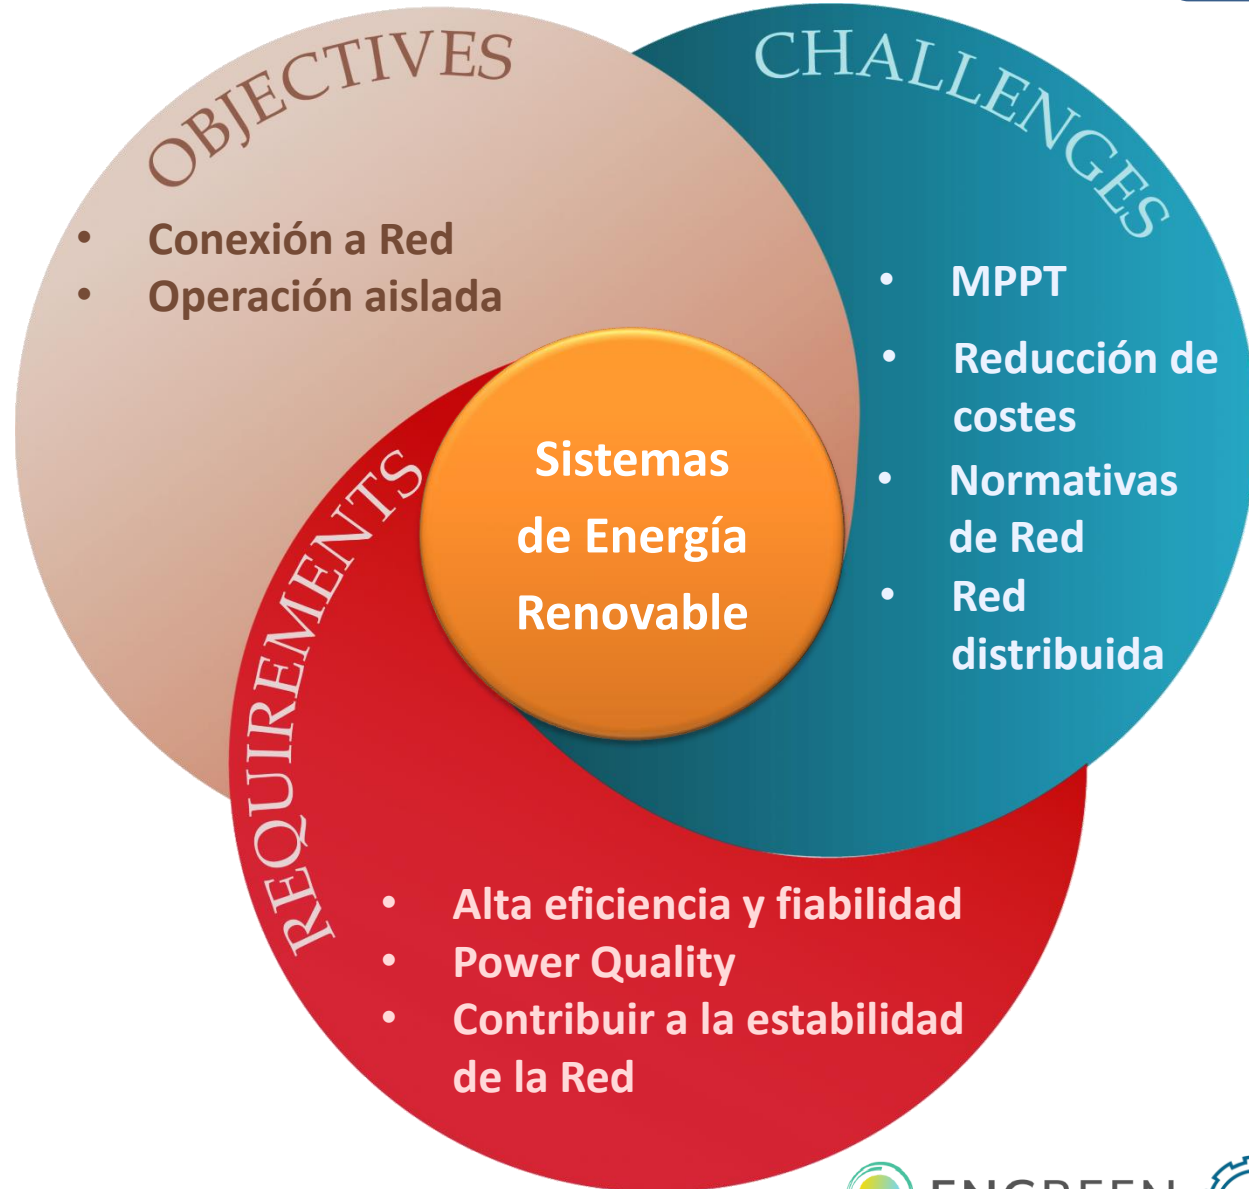 OBJECTIVES
• Conexión a Red
• Operación aislada
CHALLENGES
• MPPT
• Reducción de
costes
• Normativas
de Red
• Red
distribuida
Sistemas
de Energía
Renovable
REQUIREMENTS
• Alta eficiencia y fiabilidad
• Power Quality
• Contribuir a la estabilidad
de la Red
ENGREEN